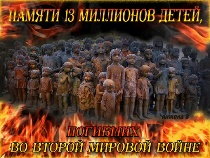 ПАМЯТИ 13 МИЛЛИОНОВ ДЕТЕЙ,
ПОГИБШИХ
ВО ВТОРОЙ МИРОВОЙ ВОЙНЕ